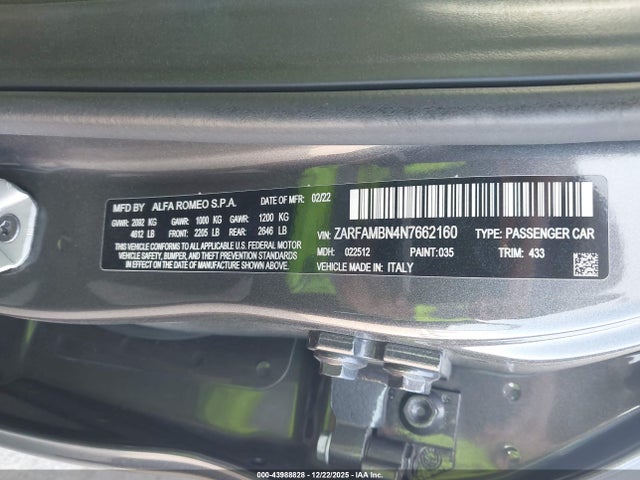 MFD BY ALFA ROMEO S.P.A. DATE OF MFR: 02/22
GVWR: 2092 KG GAWR: 1000 KG GAWR: 1200 KG
4612 LB FRONT: 2205 LB REAR: 2646 LB
THIS VEHICLE CONFORMS TO ALL APPLICABLE U.S. FEDERAL MOTOR
VEHICLE SAFETY, BUMPER, AND THEFT PREVENTION STANDARDS
IN EFFECT ON THE DATE OF MANUFACTURE SHOWN ABOVE.
VIN: ZARFAMBN4N7662160 TYPE: PASSENGER CAR
MDH: 022512 PAINT:035 TRIM: 433
VEHICLE MADE IN: ITALY
000-43988828 - 12/22/2025 - IAAI.COM